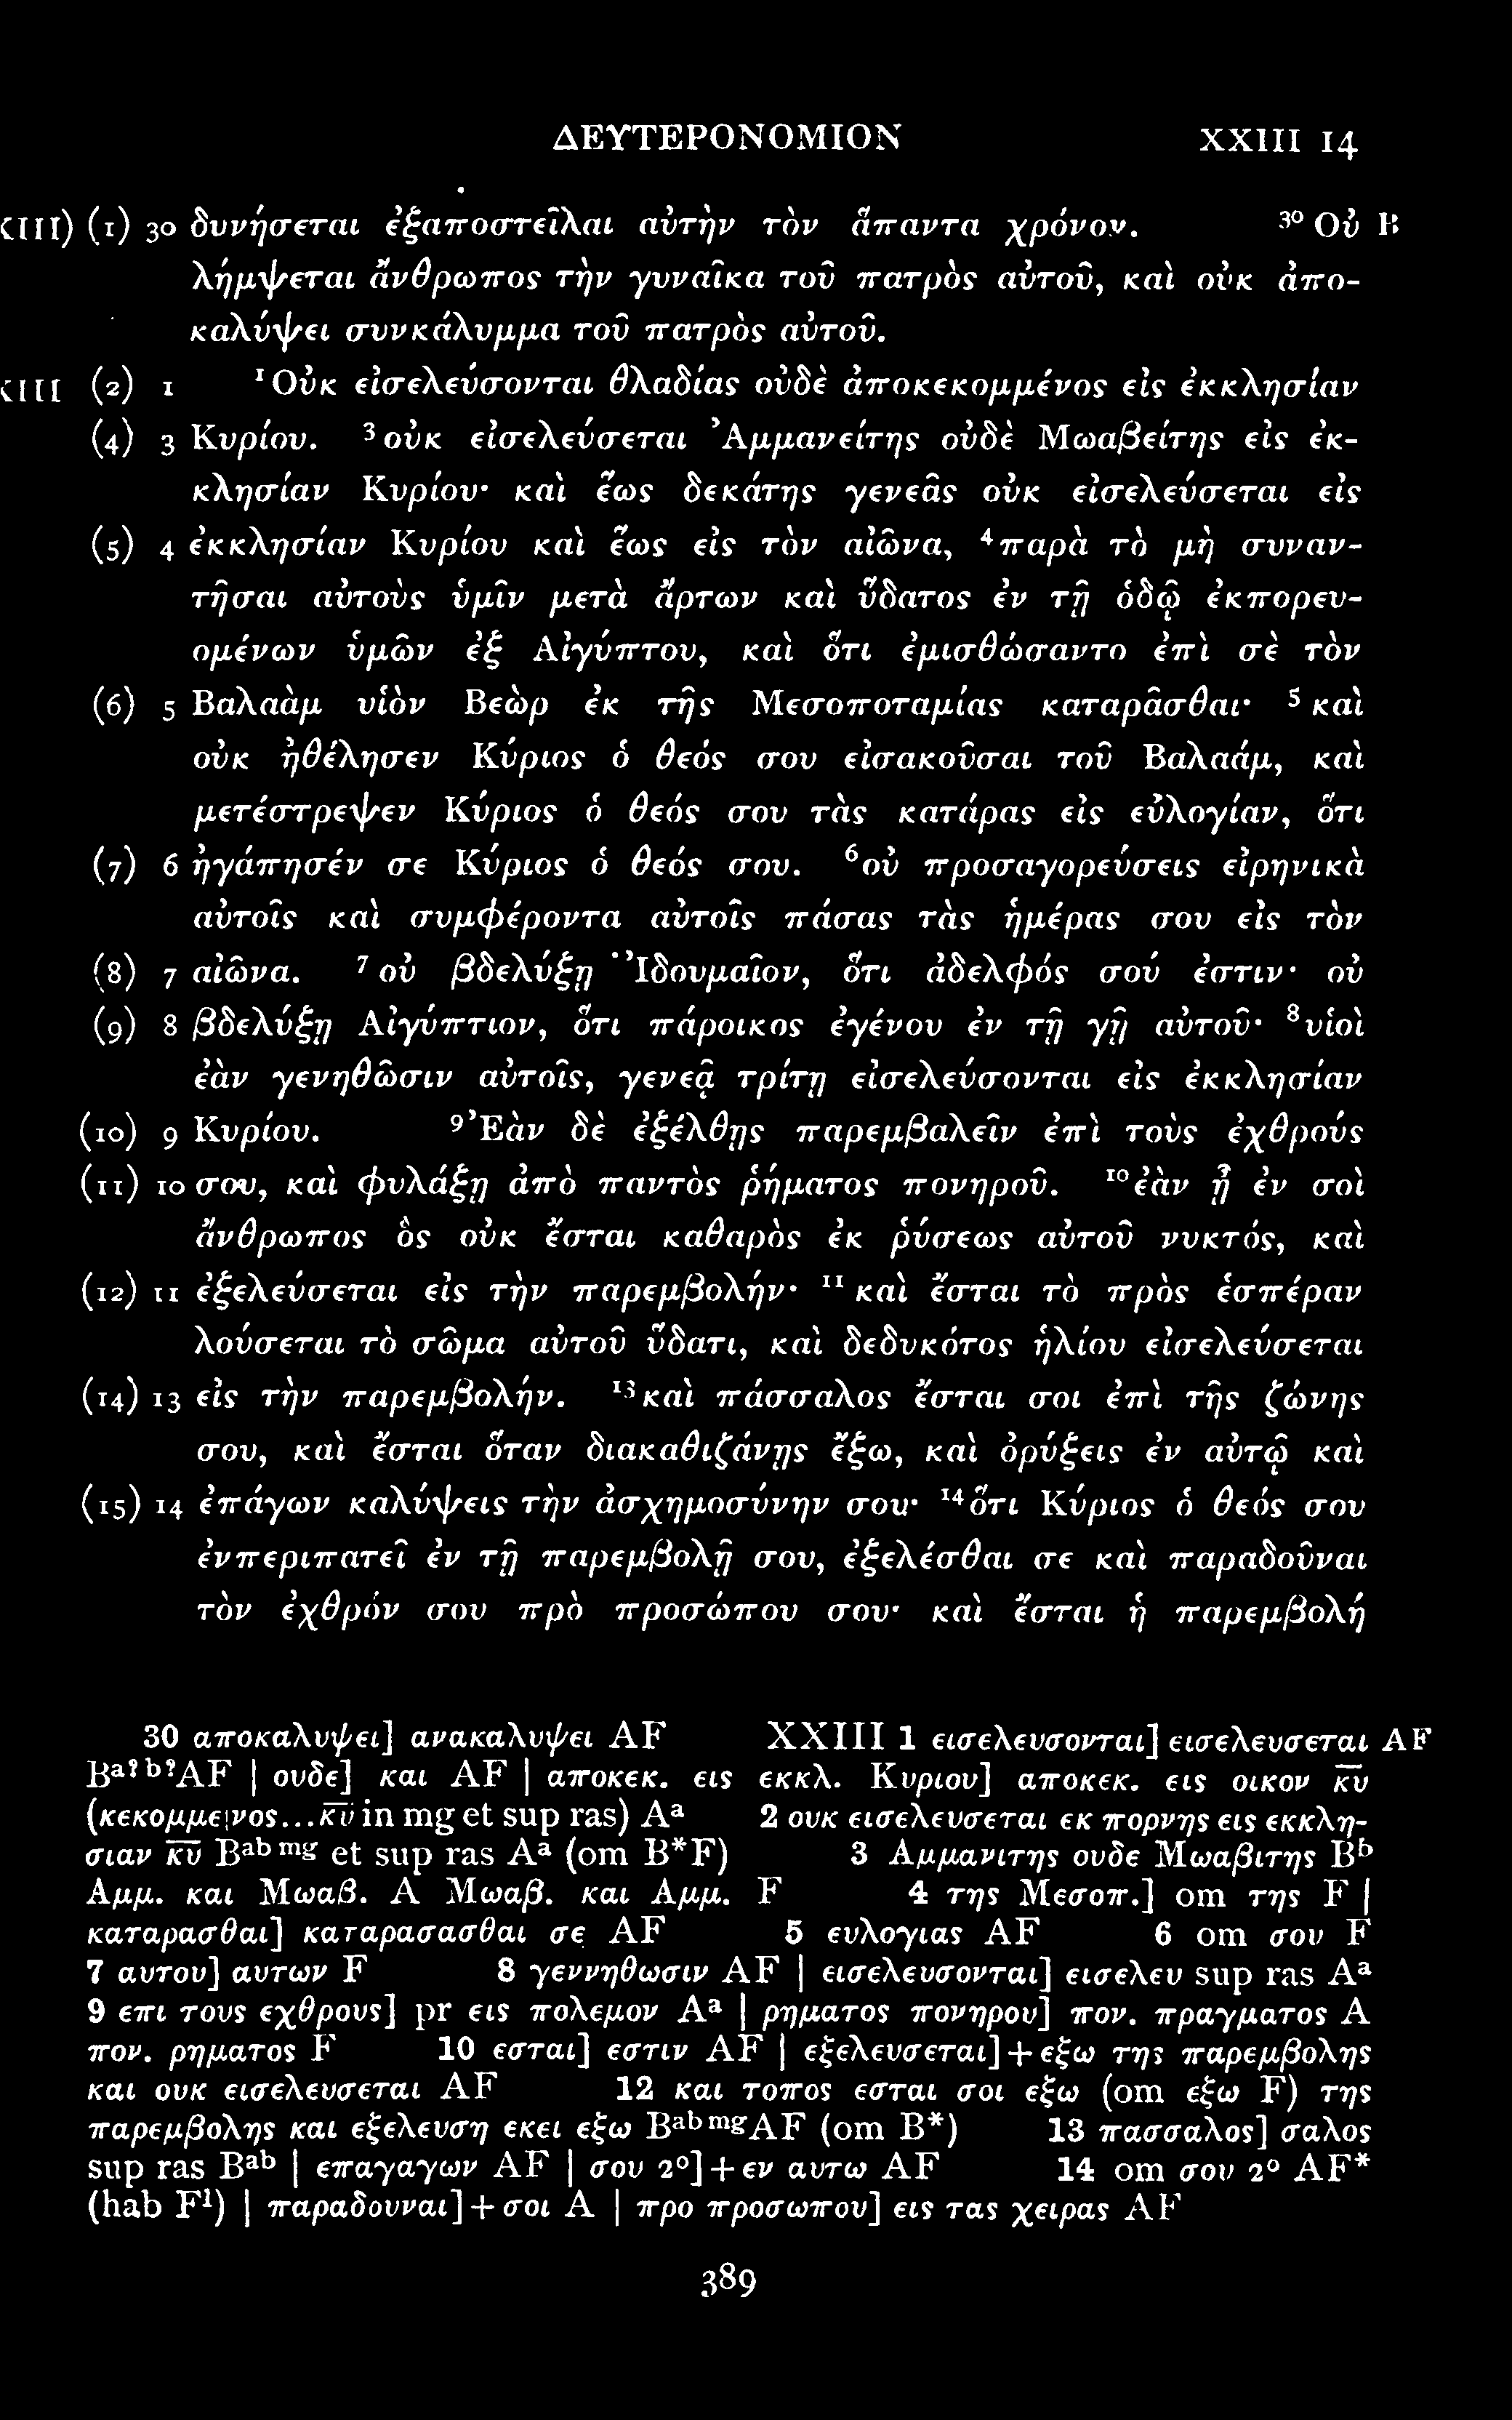 ΔΕΥΤΕΡΟΝΟΜΙΟΝ XXIII 14
(1) 30 δυνήσεται ἐξαποστεῖλαι αὐτὴν τὸν ἅπαντα χρόνον. ³⁰Οὐ B
λήμψεται ἄνθρωπος τὴν γυναῖκα τοῦ πατρὸς αὐτοῦ, καὶ οὐκ ἀπο-
καλύψει συνκάλυμμα τοῦ πατρὸς αὐτοῦ.
(2) 1 ¹Οὐκ εἰσελεύσονται θλαδίας οὐδὲ ἀποκεκομμένος εἰς ἐκκλησίαν
(4) 3 Κυρίου. ³οὐκ εἰσελεύσεται Ἀμμανείτης οὐδὲ Μωαβείτης εἰς ἐκ-
κλησίαν Κυρίου· καὶ ἕως δεκάτης γενεᾶς οὐκ εἰσελεύσεται εἰς
(5) 4 ἐκκλησίαν Κυρίου καὶ ἕως εἰς τὸν αἰῶνα, ⁴παρὰ τὸ μὴ συναν-
τῆσαι αὐτοὺς ὑμῖν μετὰ ἄρτων καὶ ὕδατος ἐν τῇ ὁδῷ ἐκπορευ-
ομένων ὑμῶν ἐξ Αἰγύπτου, καὶ ὅτι ἐμισθώσαντο ἐπὶ σὲ τὸν
(6) 5 Βαλαὰμ υἱὸν Βεὼρ ἐκ τῆς Μεσοποταμίας καταρᾶσθαι· ⁵καὶ
οὐκ ἠθέλησεν Κύριος ὁ θεός σου εἰσακοῦσαι τοῦ Βαλαάμ, καὶ
μετέστρεψεν Κύριος ὁ θεός σου τὰς κατάρας εἰς εὐλογίαν, ὅτι
(7) 6 ἠγάπησέν σε Κύριος ὁ θεός σου. ⁶οὐ προσαγορεύσεις εἰρηνικὰ
αὐτοῖς καὶ συμφέροντα αὐτοῖς πάσας τὰς ἡμέρας σου εἰς τὸν
(8) 7 αἰῶνα. ⁷οὐ βδελύξῃ Ἰδουμαῖον, ὅτι ἀδελφός σού ἐστιν· οὐ
(9) 8 βδελύξῃ Αἰγύπτιον, ὅτι πάροικος ἐγένου ἐν τῇ γῇ αὐτοῦ· ⁸υἱοὶ
ἐὰν γενηθῶσιν αὐτοῖς, γενεᾷ τρίτῃ εἰσελεύσονται εἰς ἐκκλησίαν
(10) 9 Κυρίου. ⁹Ἐὰν δὲ ἐξέλθῃς παρεμβαλεῖν ἐπὶ τοὺς ἐχθρούς
(11) 10 σου, καὶ φυλάξῃ ἀπὸ παντὸς ῥήματος πονηροῦ. ¹⁰ἐὰν ᾖ ἐν σοὶ
ἄνθρωπος ὃς οὐκ ἔσται καθαρὸς ἐκ ῥύσεως αὐτοῦ νυκτός, καὶ
(12) 11 ἐξελεύσεται εἰς τὴν παρεμβολήν· ¹¹καὶ ἔσται τὸ πρὸς ἑσπέραν
λούσεται τὸ σῶμα αὐτοῦ ὕδατι, καὶ δεδυκότος ἡλίου εἰσελεύσεται
(14) 13 εἰς τὴν παρεμβολήν. ¹³καὶ πάσσαλος ἔσται σοι ἐπὶ τῆς ζώνης
σου, καὶ ἔσται ὅταν διακαθιζάνῃς ἔξω, καὶ ὀρύξεις ἐν αὐτῷ καὶ
(15) 14 ἐπάγων καλύψεις τὴν ἀσχημοσύνην σου· ¹⁴ὅτι Κύριος ὁ θεός σου
ἐνπεριπατεῖ ἐν τῇ παρεμβολῇ σου, ἐξελέσθαι σε καὶ παραδοῦναι
τὸν ἐχθρόν σου πρὸ προσώπου σου· καὶ ἔσται ἡ παρεμβολή
30 αποκαλυψει] ανακαλυψει AF XXIII 1 εισελευσονται] εισελευσεται AF
Bᵃ?ᵇ?AF | ουδε] και AF | αποκεκ. εις εκκλ. Κυριου] αποκεκ. εις οικον κ̅υ̅
(κεκομμε|νος...κ̅υ̅ in mg et sup ras) Aᵃ 2 ουκ εισελευσεται εκ πορνης εις εκκλη-
σιαν κ̅υ̅ Bᵃᵇᵐᵍ et sup ras Aᵃ (om B*F) 3 Αμμανιτης ουδε Μωαβιτης Bᵇ
Αμμ. και Μωαβ. A Μωαβ. και Αμμ. F 4 της Μεσοπ.] om της F |
καταρασθαι] καταρασασθαι σε AF 5 ευλογιας AF 6 om σου F
7 αυτου] αυτων F 8 γεννηθωσιν AF | εισελευσονται] εισελευ sup ras Aᵃ
9 επι τους εχθρους] pr εις πολεμον Aᵃ | ρηματος πονηρου] πον. πραγματος A
πον. ρηματος F 10 εσται] εστιν AF | εξελευσεται]+εξω της παρεμβολης
και ουκ εισελευσεται AF 12 και τοπος εσται σοι εξω (om εξω F) της
παρεμβολης και εξελευση εκει εξω BᵃᵇᵐᵍAF (om B*) 13 πασσαλος] σαλος
sup ras Bᵃᵇ | επαγαγων AF | σου 2°]+εν αυτω AF 14 om σου 2° AF*
(hab F¹) | παραδουναι]+σοι A | προ προσωπου] εις τας χειρας AF
389